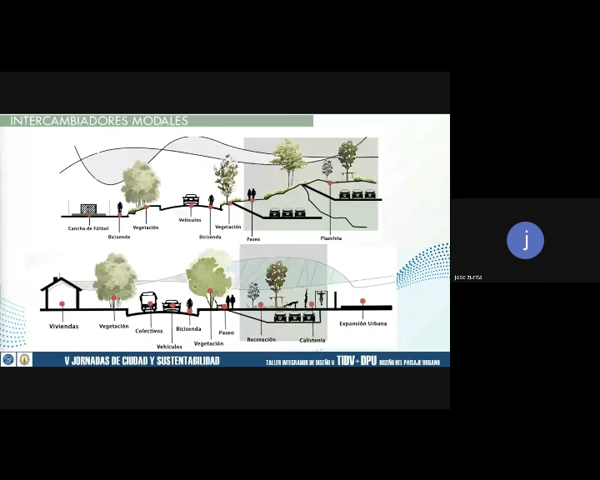 INTERCAMBIADORES MODALES
Cancha de Fútbol
Bicisenda
Vegetación
Vehículos
Bicisenda
Vegetación
Paseo
Plazoleta
Viviendas
Vegetación
Colectivos
Vehículos
Bicisenda
Vegetación
Paseo
Recreación
Calistenia
Expansión Urbana
V JORNADAS DE CIUDAD Y SUSTENTABILIDAD
TALLER INTEGRADOR DE DISEÑO V TIDV - DPU DISEÑO DEL PAISAJE URBANO
j
jose zurita